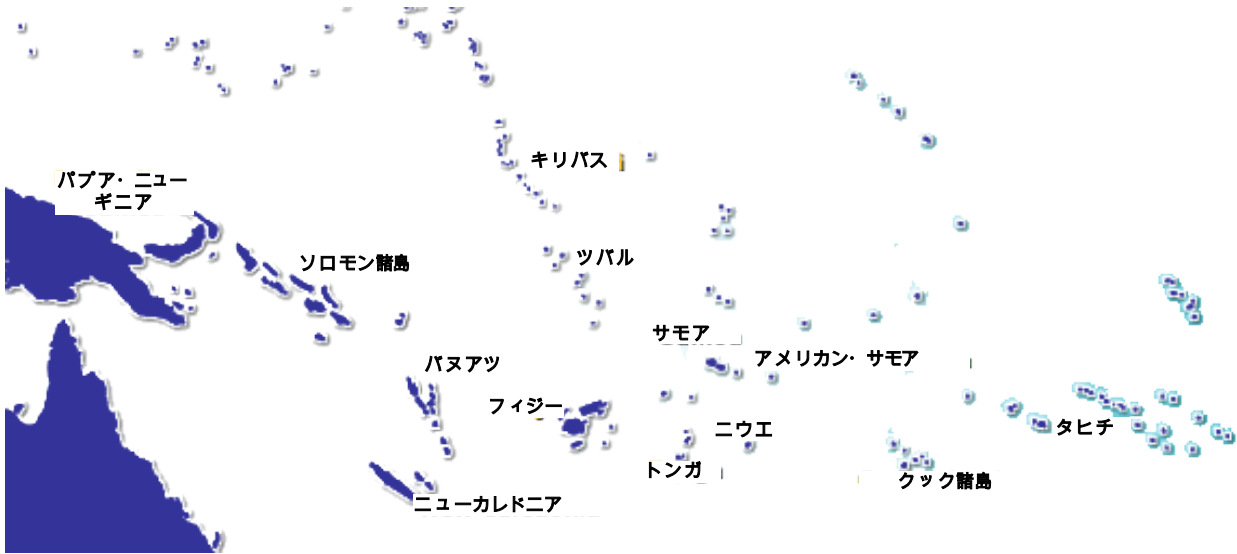 キリバス
パプア・ニュー
ギニア
ソロモン諸島
ツバル
サモア
アメリカン・サモア
バヌアツ
フィジー
ニウエ
タヒチ
トンガ
クック諸島
ニューカレドニア